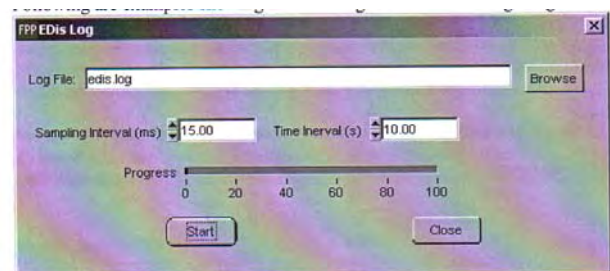 FPP EDis Log
Log File: edis.log Browse
Sampling Interval (ms) 15.00 Time Inerval (s) 10.00
Progress
0 20 40 60 80 100
Start Close